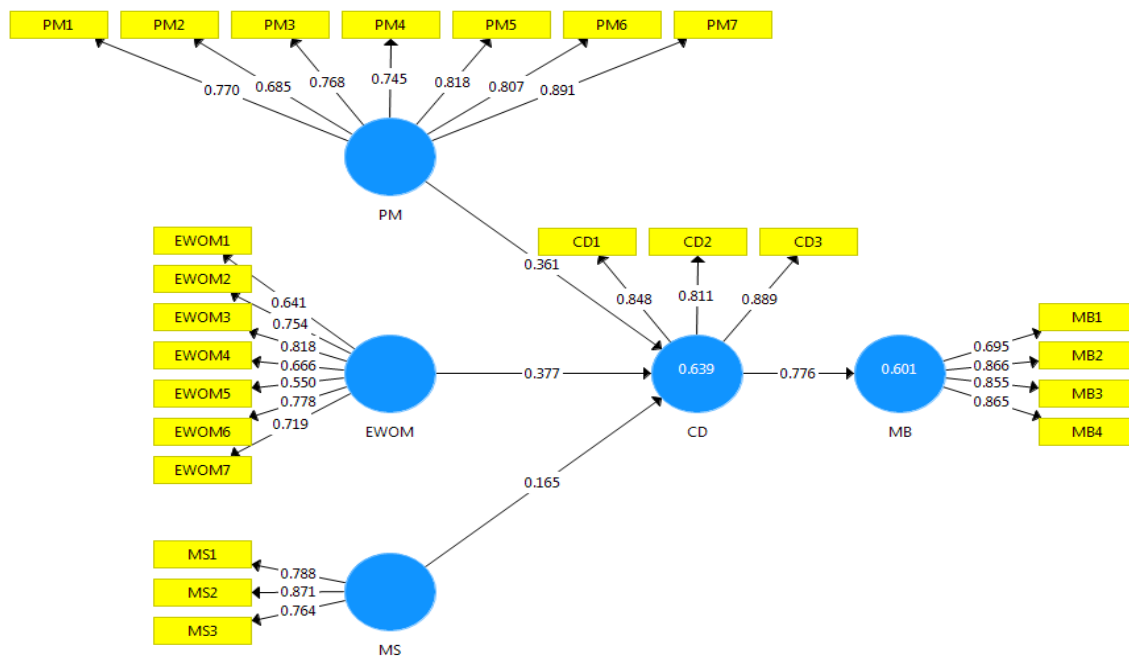 PM1 PM2 PM3 PM4 PM5 PM6 PM7
0.770 0.685 0.768 0.745 0.818 0.807 0.891
PM
EWOM1
EWOM2
EWOM3
EWOM4
EWOM5
EWOM6
EWOM7
0.641
0.754
0.818
0.666
0.550
0.778
0.719
EWOM
0.361
0.377
0.165
CD1 CD2 CD3
0.848 0.811 0.889
0.639
CD
0.776
0.601
MB
0.695
0.866
0.855
0.865
MB1
MB2
MB3
MB4
MS1
MS2
MS3
0.788
0.871
0.764
MS